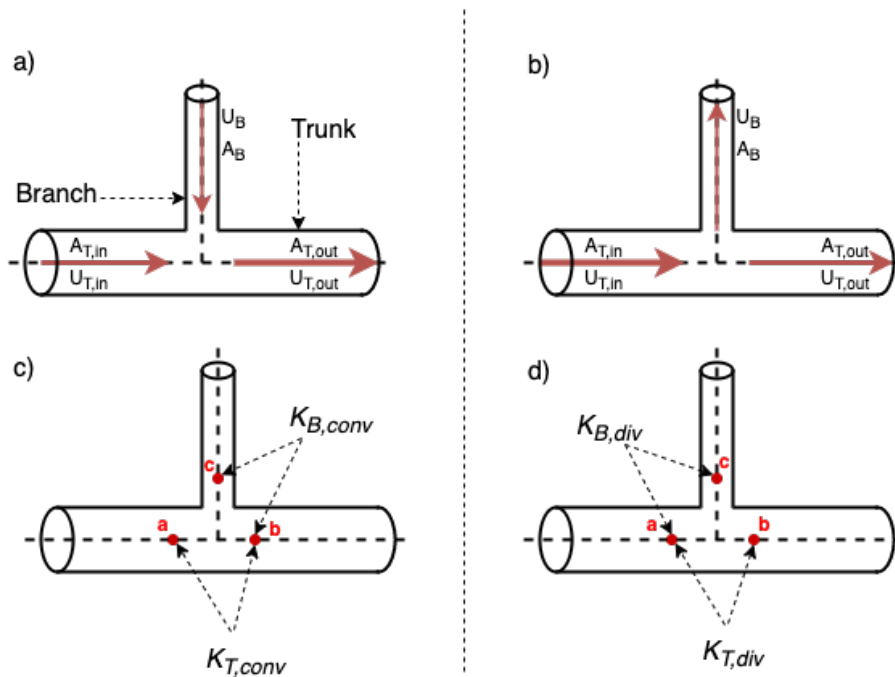 a)
U_B
A_B
Trunk
Branch
A_T,in
U_T,in
A_T,out
U_T,out
b)
U_B
A_B
A_T,in
U_T,in
A_T,out
U_T,out
c)
K_B,conv
c
a
b
K_T,conv
d)
K_B,div
c
a
b
K_T,div